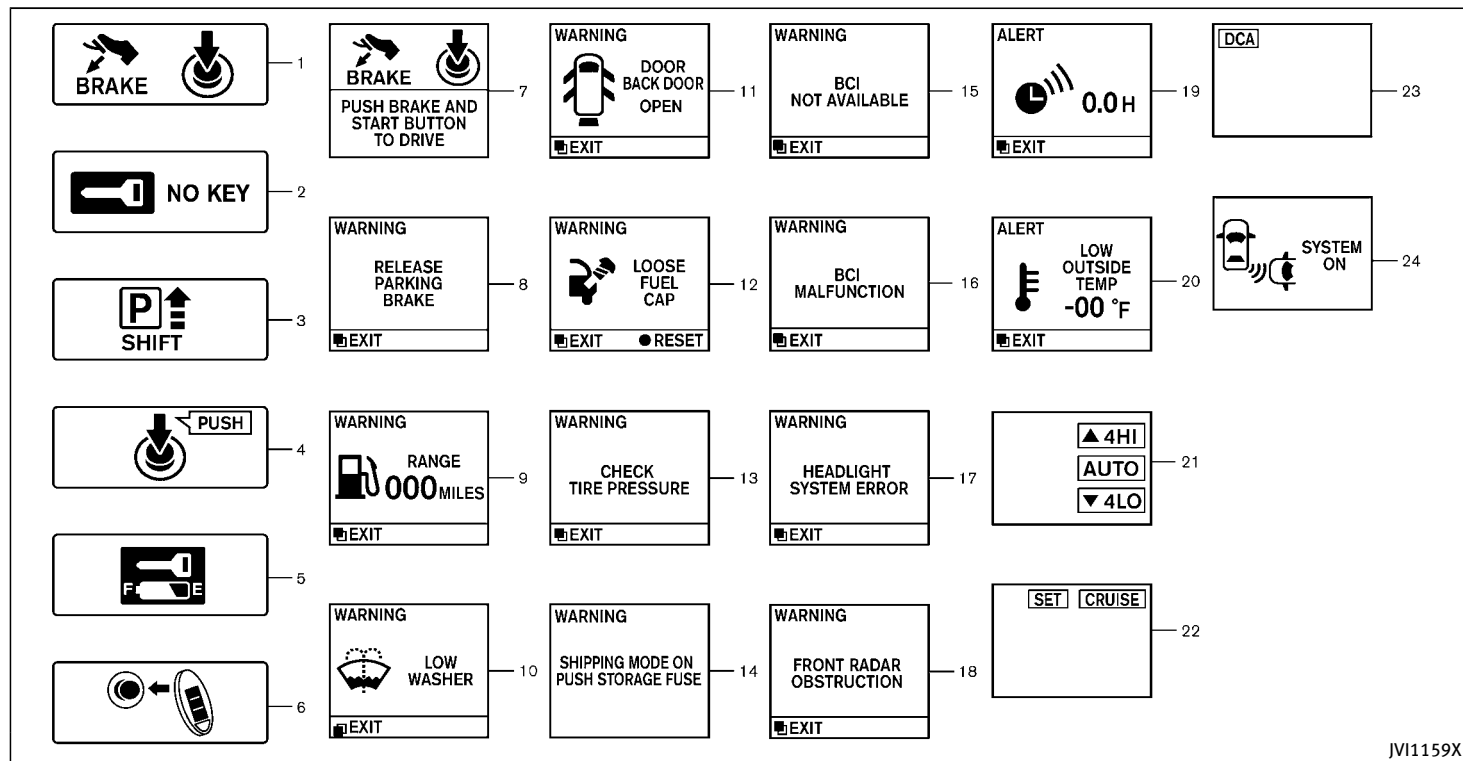 BRAKE
1
NO KEY
2
P
SHIFT
3
PUSH
4
F E
5
6
BRAKE
PUSH BRAKE AND
START BUTTON
TO DRIVE
7
WARNING
RELEASE
PARKING
BRAKE
EXIT
8
WARNING
RANGE
000 MILES
EXIT
9
WARNING
LOW
WASHER
EXIT
10
WARNING
DOOR
BACK DOOR
OPEN
EXIT
11
WARNING
LOOSE
FUEL
CAP
EXIT ●RESET
12
WARNING
CHECK
TIRE PRESSURE
EXIT
13
WARNING
SHIPPING MODE ON
PUSH STORAGE FUSE
14
WARNING
BCI
NOT AVAILABLE
EXIT
15
WARNING
BCI
MALFUNCTION
EXIT
16
WARNING
HEADLIGHT
SYSTEM ERROR
EXIT
17
WARNING
FRONT RADAR
OBSTRUCTION
EXIT
18
ALERT
0.0 H
EXIT
19
ALERT
LOW
OUTSIDE
TEMP
-00 °F
EXIT
20
▲ 4HI
AUTO
▼ 4LO
21
SET CRUISE
22
DCA
23
SYSTEM
ON
24
JVI1159X